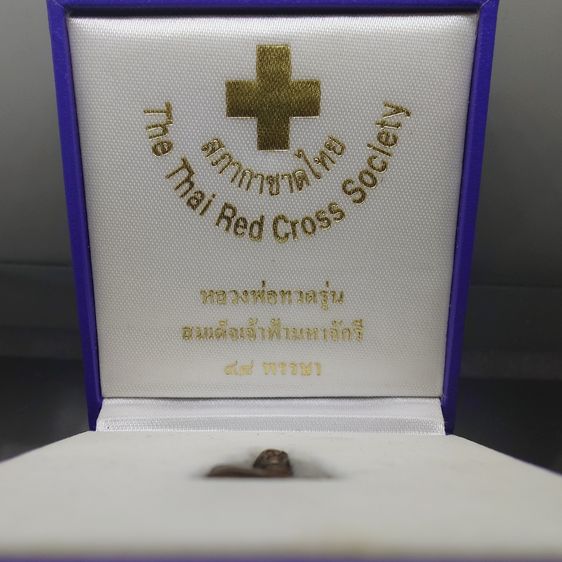 สภากาชาดไทย
The Thai Red Cross Society
หลวงพ่อทวดรุ่น
สมเด็จเจ้าฟ้ามหาจักรี
๔๘ พรรษา